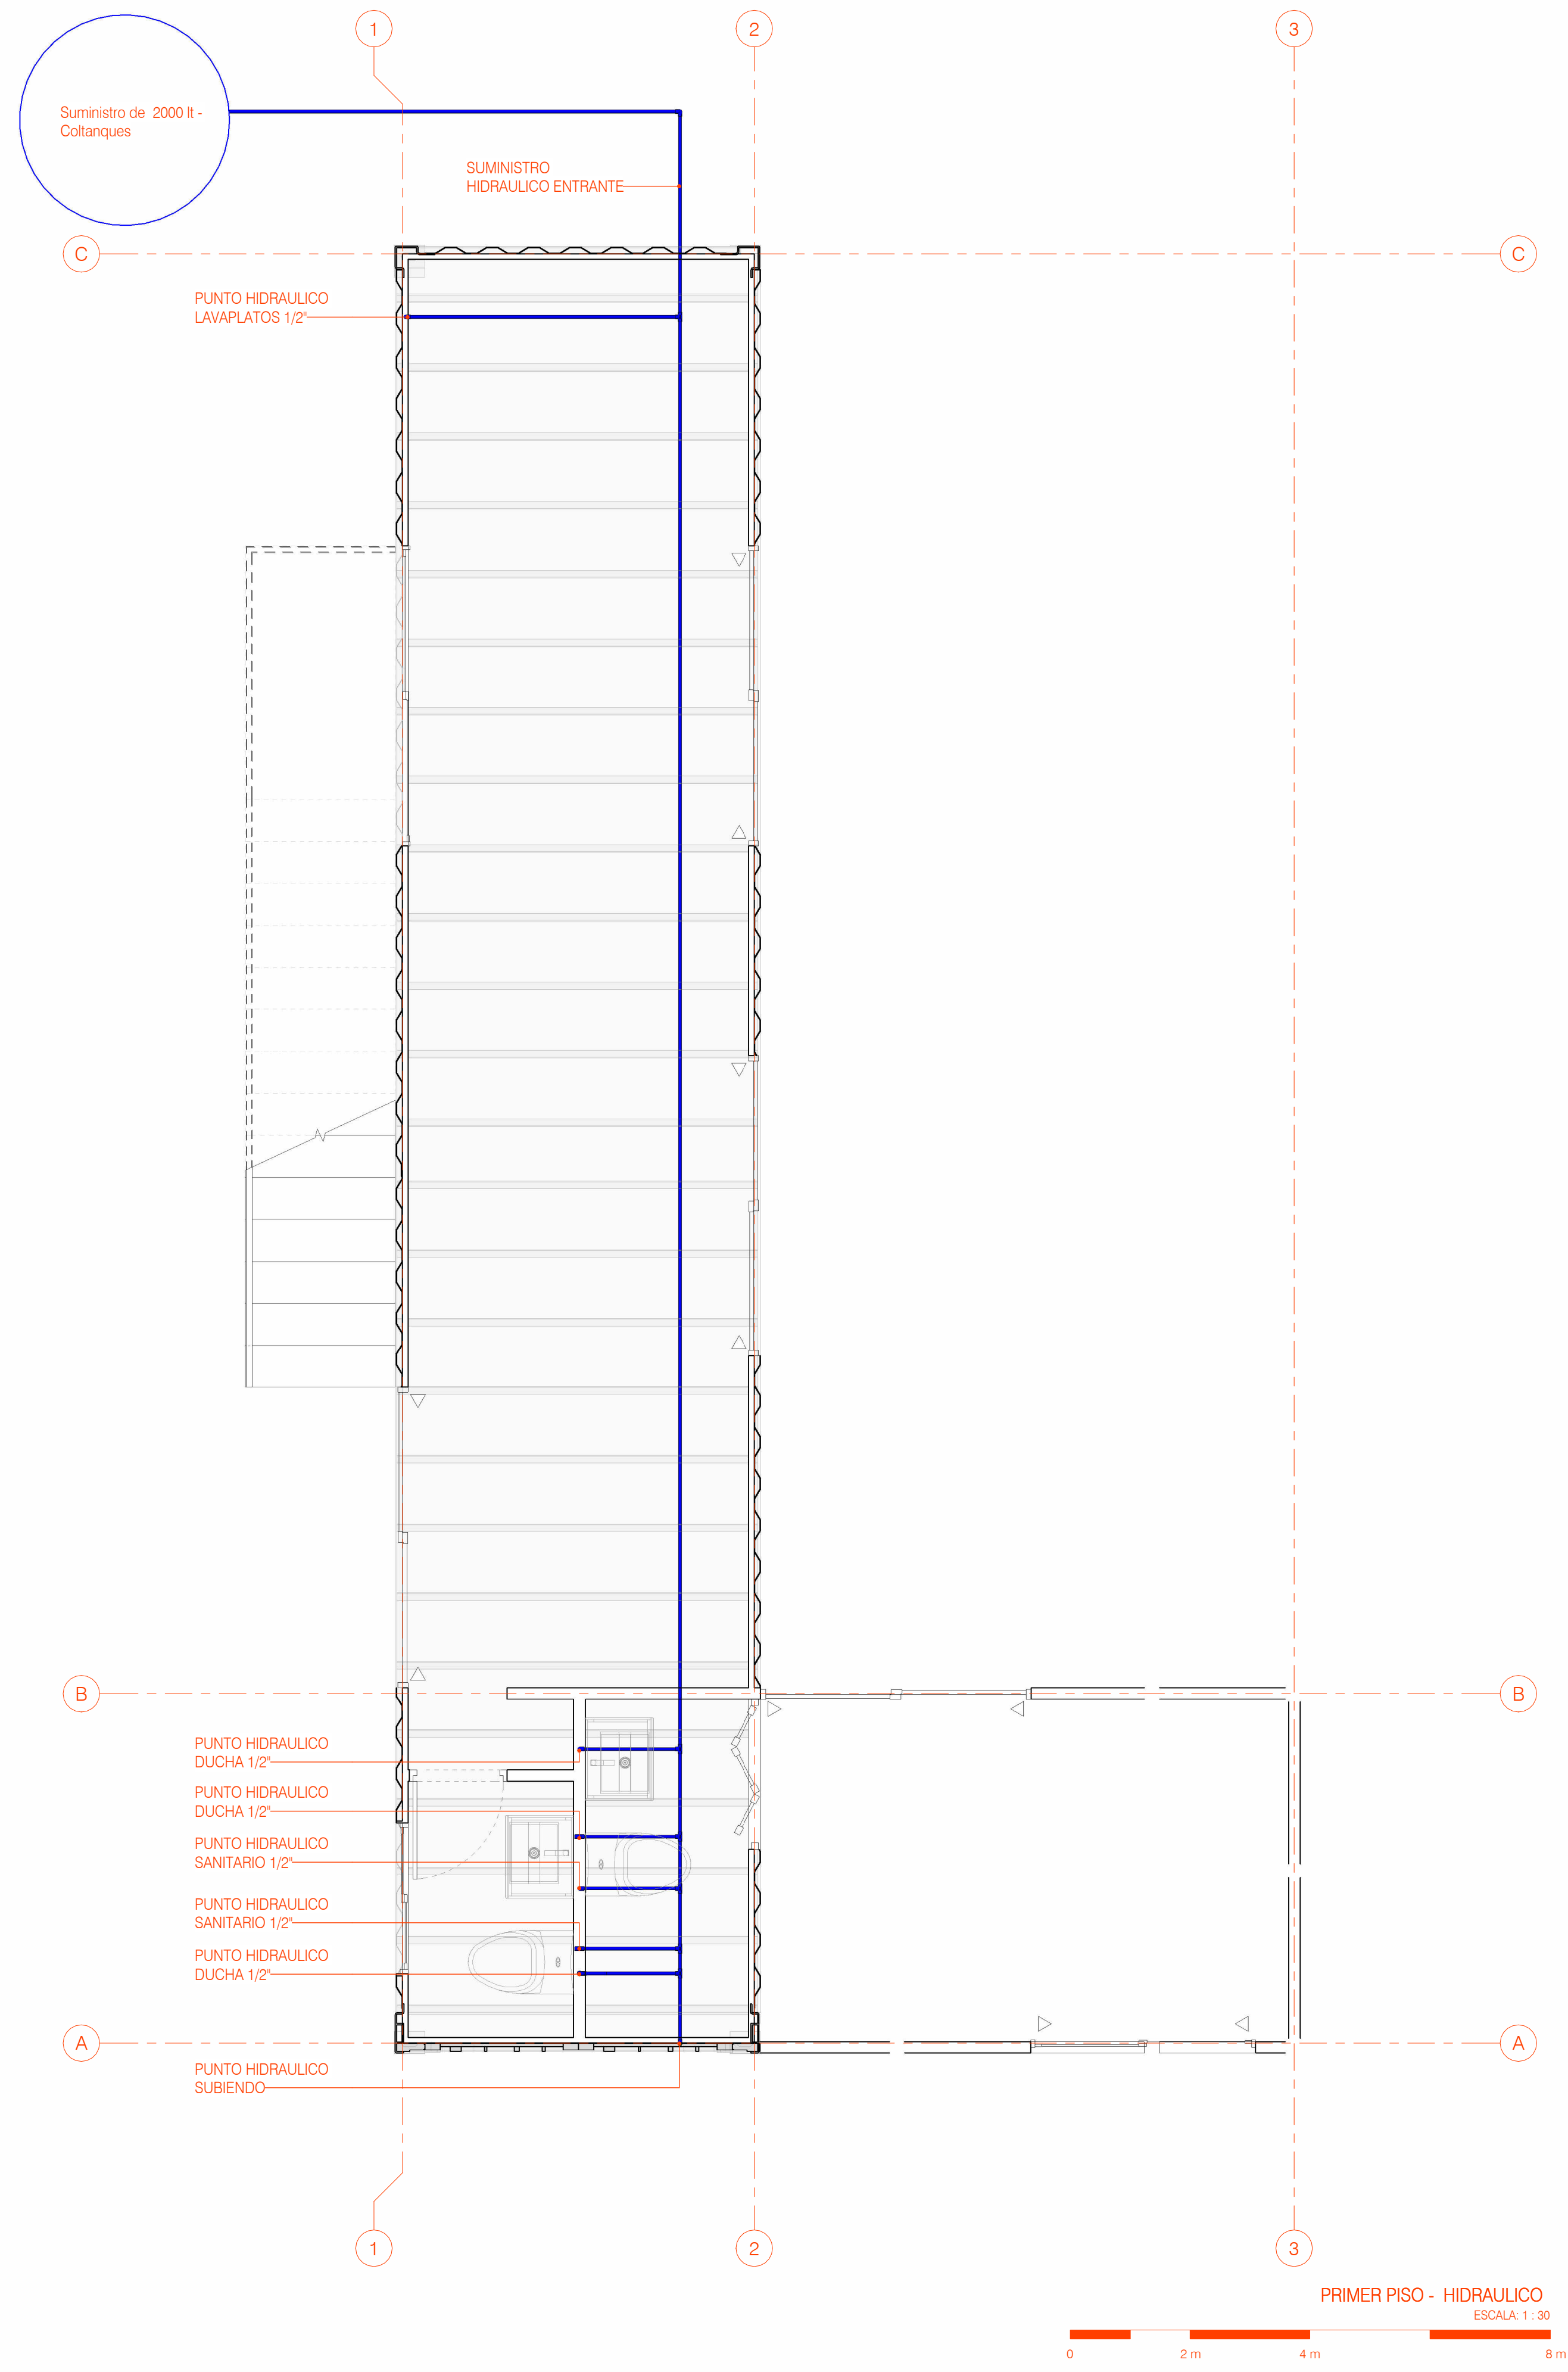 1
2
3
Suministro de  2000 lt -
Coltanques
SUMINISTRO
HIDRAULICO ENTRANTE
C
C
PUNTO HIDRAULICO
LAVAPLATOS 1/2"
B
B
PUNTO HIDRAULICO
DUCHA 1/2"
PUNTO HIDRAULICO
DUCHA 1/2"
PUNTO HIDRAULICO
SANITARIO 1/2"
PUNTO HIDRAULICO
SANITARIO 1/2"
PUNTO HIDRAULICO
DUCHA 1/2"
A
A
PUNTO HIDRAULICO
SUBIENDO
1
2
3
PRIMER PISO -  HIDRAULICO
ESCALA: 1 : 30
0
2 m
4 m
8 m